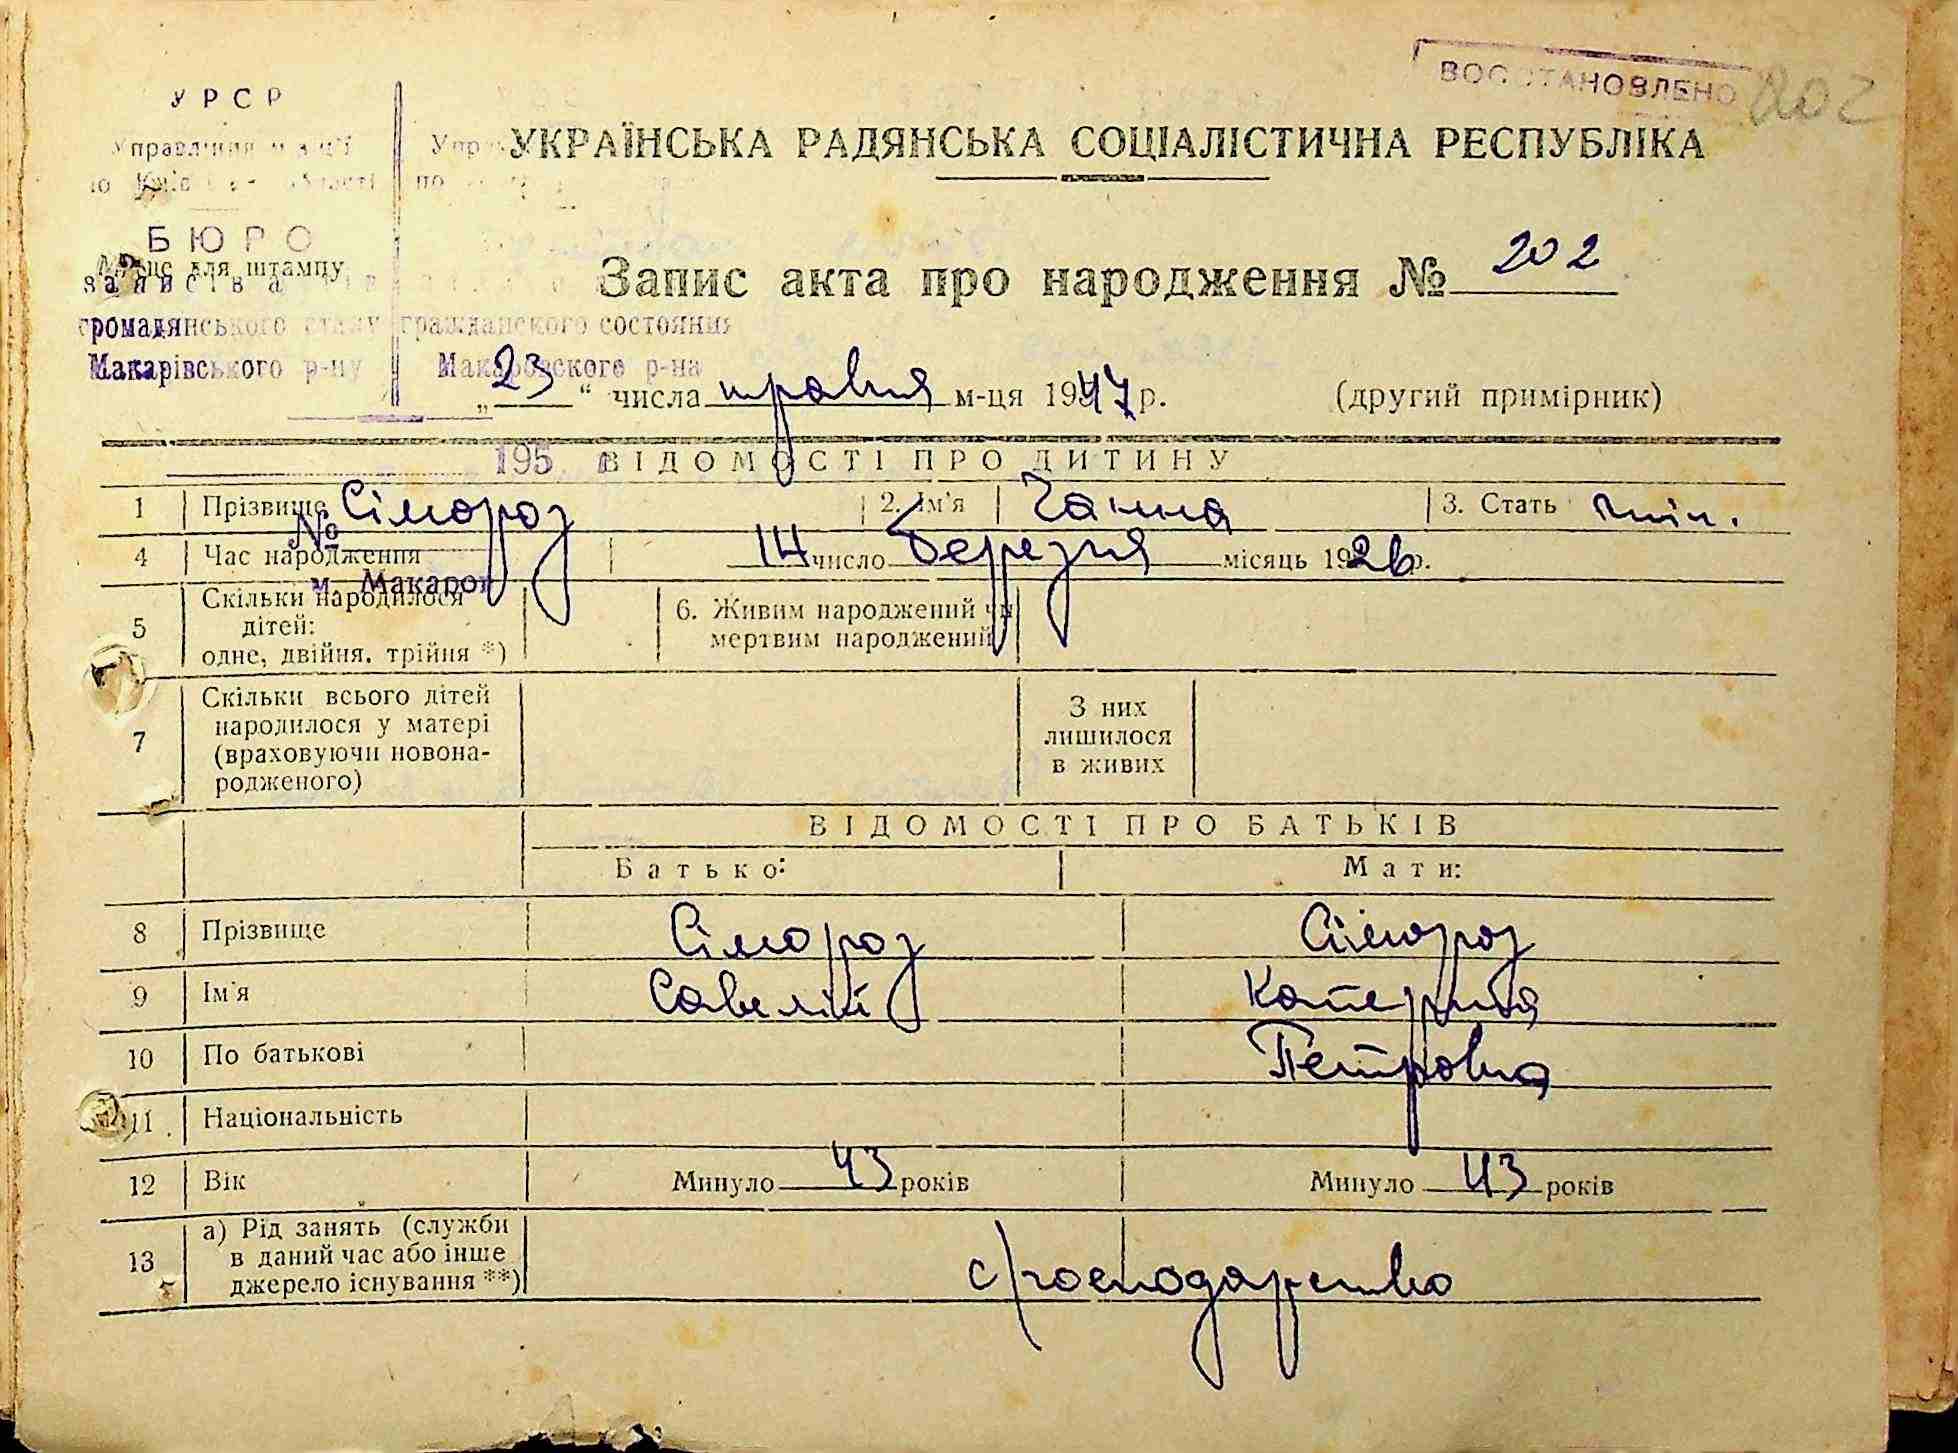 ВОССТАНОВЛЕНО 202
УРСР
УКРАЇНСЬКА РАДЯНСЬКА СОЦІАЛІСТИЧНА РЕСПУБЛІКА
БЮРО
Місце для штампу
Запис акта про народження № 202
громадянського стану гражданского состояния
Макарівського р-ну Макаровского р-на
„23“ числа травня м-ця 1947 р. (другий примірник)
195
ВІДОМОСТІ ПРО ДИТИНУ
1 Прізвище Сімороз 2. Ім'я Ганна 3. Стать жін.
№
4 Час народження 14 число березня місяць 1926 р.
м. Макаров
5 Скільки народилося
дітей:
одне, двійня, трійня *)
6. Живим народжений чи
мертвим народжений
7 Скільки всього дітей
народилося у матері
(враховуючи новона-
родженого)
З них
лишилося
в живих
ВІДОМОСТІ ПРО БАТЬКІВ
Батько: Мати:
8 Прізвище Сімороз Сімороз
9 Ім'я Савелій Катерина
10 По батькові Петровна
11 Національність
12 Вік Минуло 43 років Минуло 43 років
13 а) Рід занять (служби
в даний час або інше
джерело існування **)
с/господарство